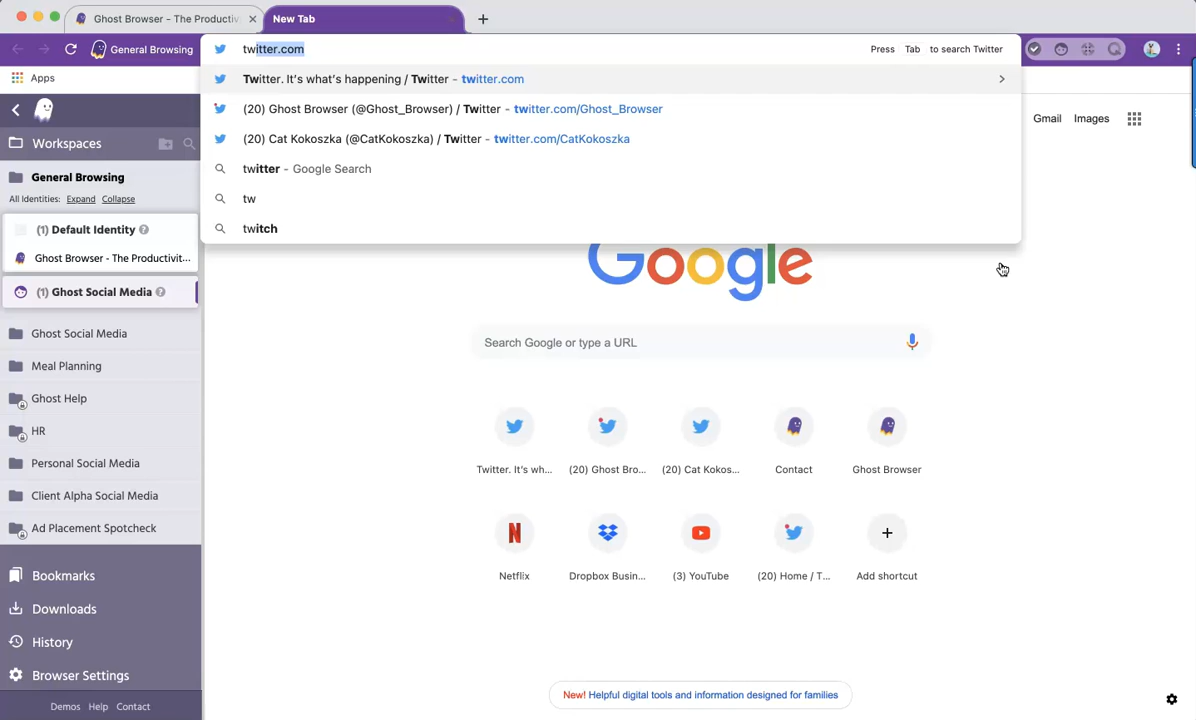 Ghost Browser - The Productivi
New Tab
General Browsing
twitter.com
Press Tab to search Twitter
Apps
Twitter. It's what's happening / Twitter - twitter.com
(20) Ghost Browser (@Ghost_Browser) / Twitter - twitter.com/Ghost_Browser
(20) Cat Kokoszka (@CatKokoszka) / Twitter - twitter.com/CatKokoszka
twitter - Google Search
tw
twitch
Gmail
Images
Workspaces
General Browsing
All Identities: Expand Collapse
(1) Default Identity
Ghost Browser - The Productivit...
(1) Ghost Social Media
Ghost Social Media
Meal Planning
Ghost Help
HR
Personal Social Media
Client Alpha Social Media
Ad Placement Spotcheck
Bookmarks
Downloads
History
Browser Settings
Demos Help Contact
Google
Search Google or type a URL
Twitter. It's wh...
(20) Ghost Bro...
(20) Cat Kokos...
Contact
Ghost Browser
Netflix
Dropbox Busin...
(3) YouTube
(20) Home / T...
Add shortcut
New! Helpful digital tools and information designed for families